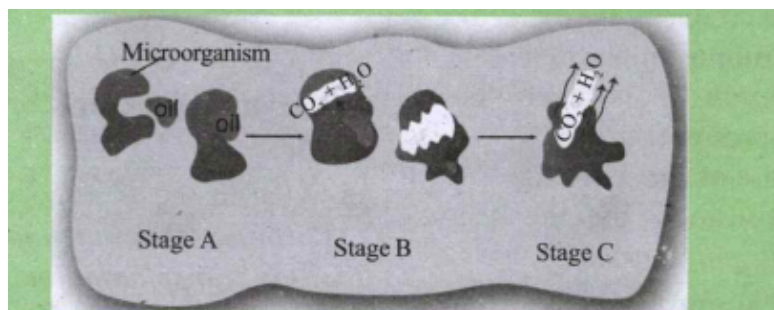 Microorganism
oil
oil
CO₂ + H₂O
CO₂ + H₂O
Stage A
Stage B
Stage C